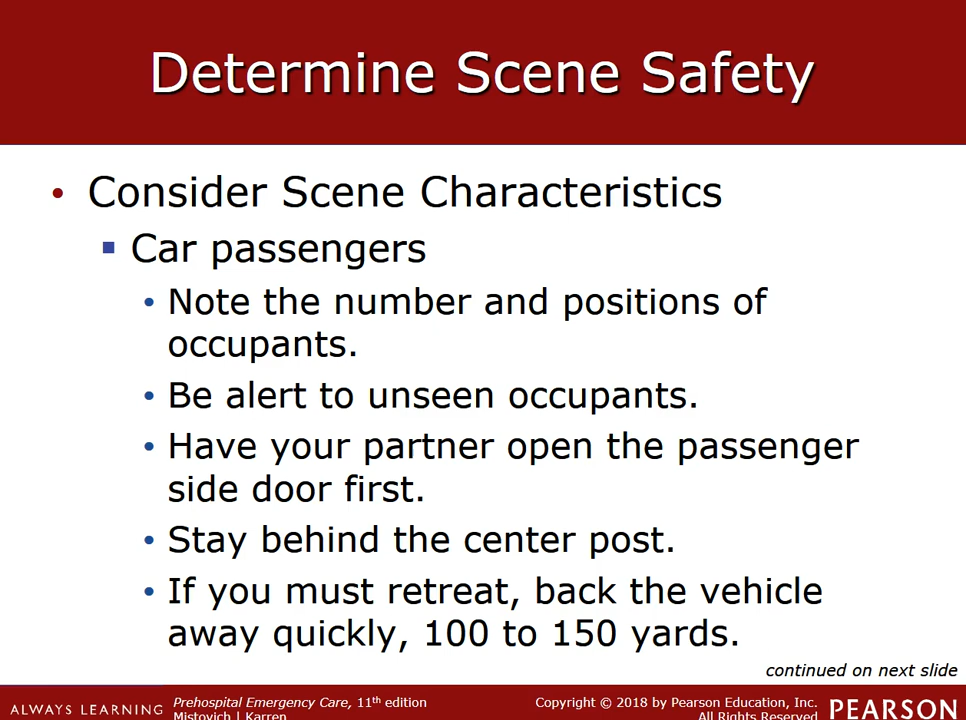 Determine Scene Safety
• Consider Scene Characteristics
▪ Car passengers
• Note the number and positions of
occupants.
• Be alert to unseen occupants.
• Have your partner open the passenger
side door first.
• Stay behind the center post.
• If you must retreat, back the vehicle
away quickly, 100 to 150 yards.
continued on next slide
ALWAYS LEARNING
Prehospital Emergency Care, 11th edition
Mistovich | Karren
Copyright © 2018 by Pearson Education, Inc.
All Rights Reserved
PEARSON